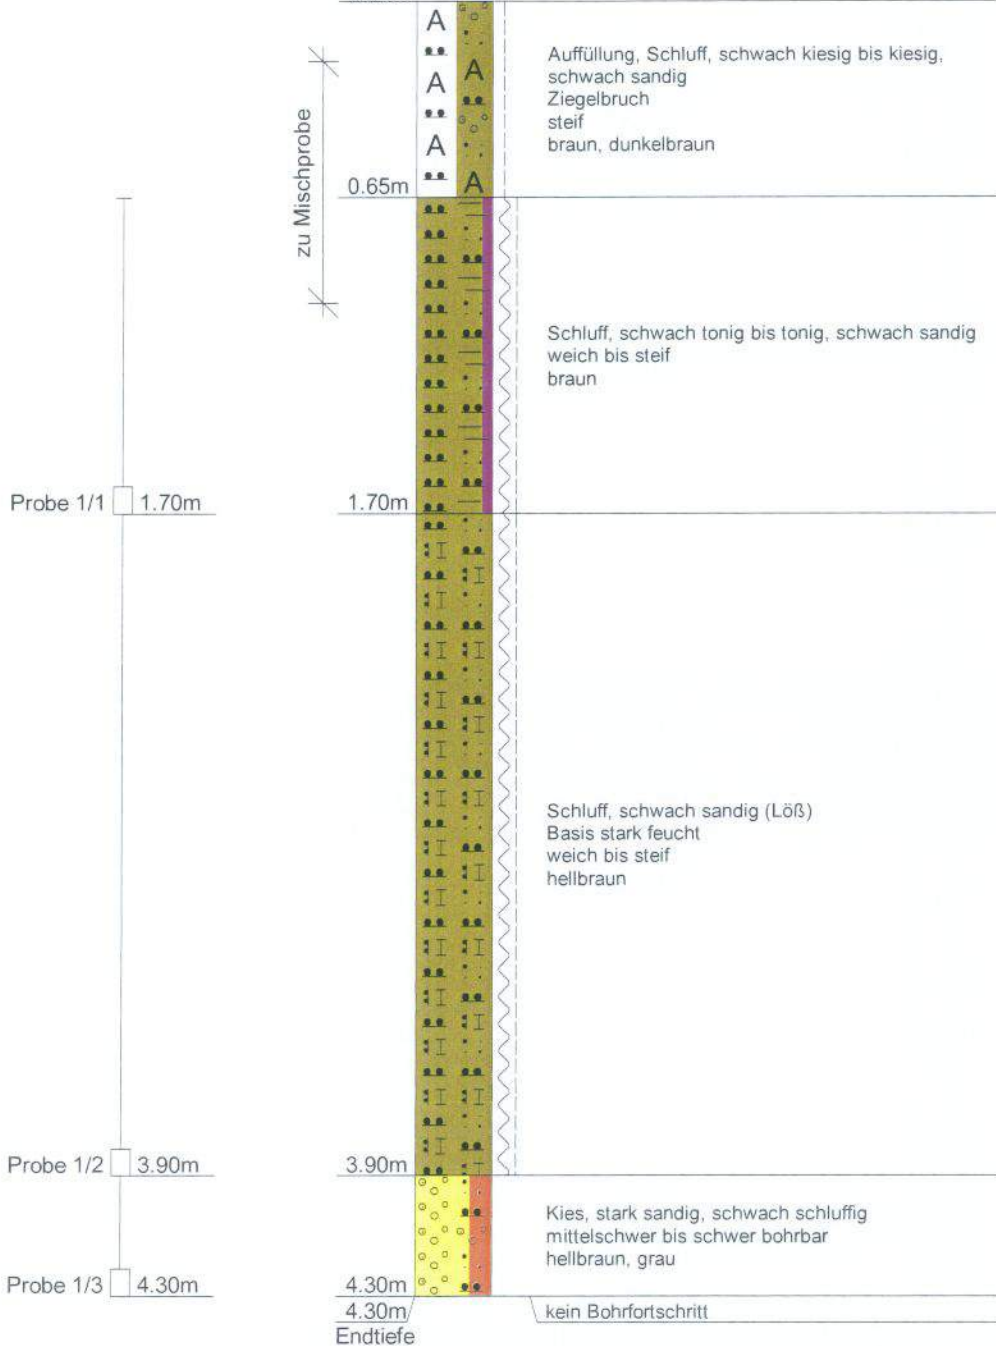 A
A
A
A
A
zu Mischprobe
Auffüllung, Schluff, schwach kiesig bis kiesig,
schwach sandig
Ziegelbruch
steif
braun, dunkelbraun
0.65m
Schluff, schwach tonig bis tonig, schwach sandig
weich bis steif
braun
Probe 1/1 1.70m
1.70m
Schluff, schwach sandig (Löß)
Basis stark feucht
weich bis steif
hellbraun
Probe 1/2 3.90m
3.90m
Kies, stark sandig, schwach schluffig
mittelschwer bis schwer bohrbar
hellbraun, grau
Probe 1/3 4.30m
4.30m
4.30m
Endtiefe
kein Bohrfortschritt